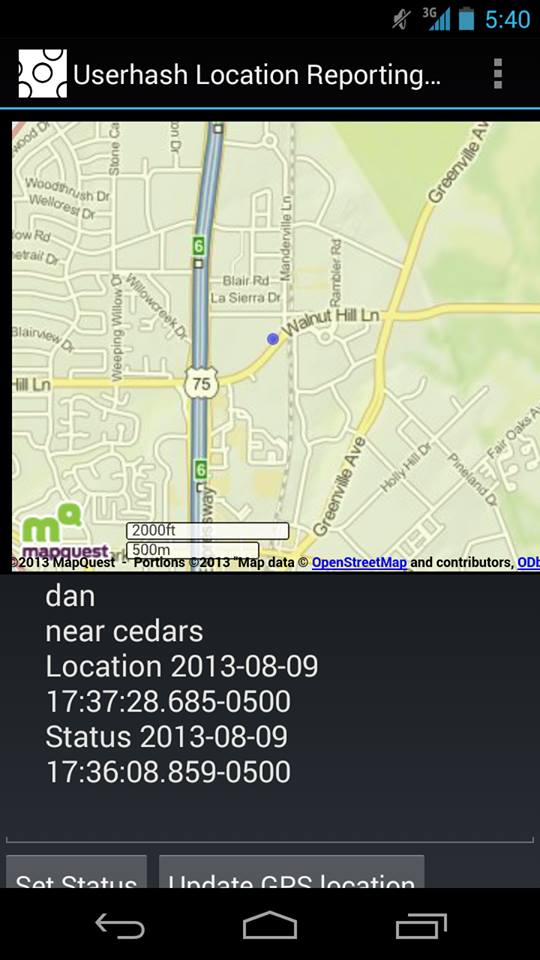 3G 5:40
Userhash Location Reporting...
Woodthrush Dr
Wellcrest Dr
Stone Ca
Manderville Ln
Greenville Av
low Rd
etrail Dr
6
Blair Rd
La Sierra Dr
Rambler Rd
Willowcreek Dr
Weeping Willow Dr
Blairview Dr
Walnut Hill Ln
Hill Ln
75
6
Greenville Ave
Holly Hill Dr
Pineland Dr
Fair Oaks A
mq
mapquest
2000ft
500m
©2013 MapQuest - Portions ©2013 "Map data © OpenStreetMap and contributors, ODb
dan
near cedars
Location 2013-08-09
17:37:28.685-0500
Status 2013-08-09
17:36:08.859-0500
Set Status
Update GPS location